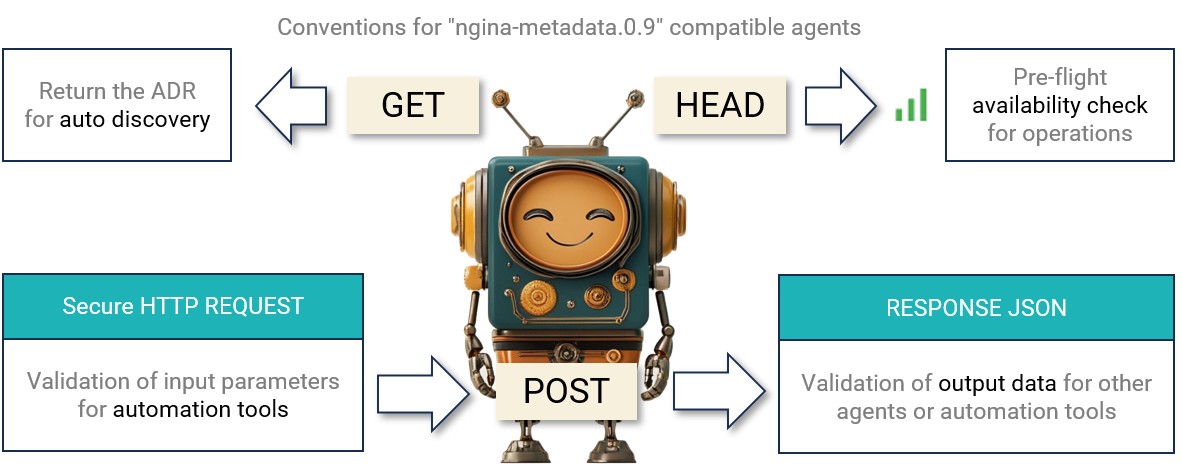 Conventions for "ngina-metadata.0.9" compatible agents
Return the ADR
for auto discovery
GET
HEAD
Pre-flight
availability check
for operations
Secure HTTP REQUEST
Validation of input parameters
for automation tools
POST
RESPONSE JSON
Validation of output data for other
agents or automation tools